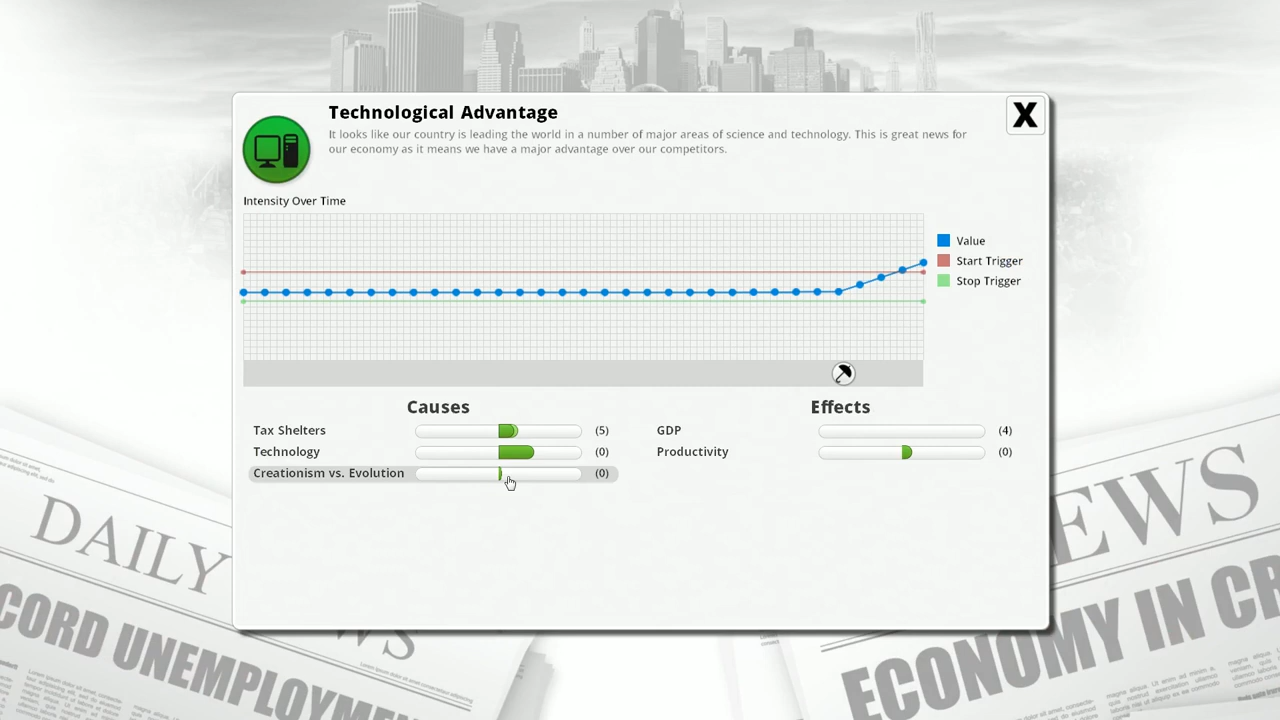 Technological Advantage
X
It looks like our country is leading the world in a number of major areas of science and technology. This is great news for
our economy as it means we have a major advantage over our competitors.
Intensity Over Time
Value
Start Trigger
Stop Trigger
Causes
Effects
Tax Shelters (5)
GDP (4)
Technology (0)
Productivity (0)
Creationism vs. Evolution (0)
DAILY
NEWS
CORD UNEMPLOYME
ECONOMY IN CR
WS